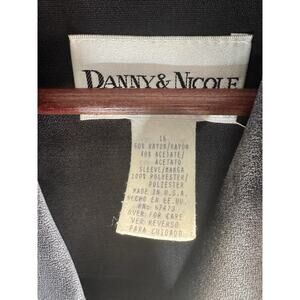 DANNY & NICOLE
16
60% RAYON/RAYON
40% ACETATE/
ACETATO
SLEEVE/MANGA
100% POLYESTER/
POLIESTER
MADE IN U.S.A.
HECHO EN EE.UU.
RN: 67473
OVER: FOR CARE
VER: REVERSO
PARA CUIDADO.